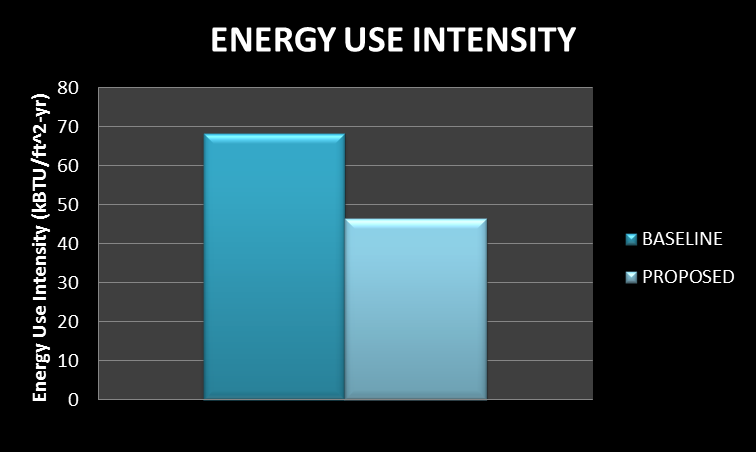 ENERGY USE INTENSITY
Energy Use Intensity (kBTU/ft^2-yr)
80
70
60
50
40
30
20
10
0
BASELINE
PROPOSED